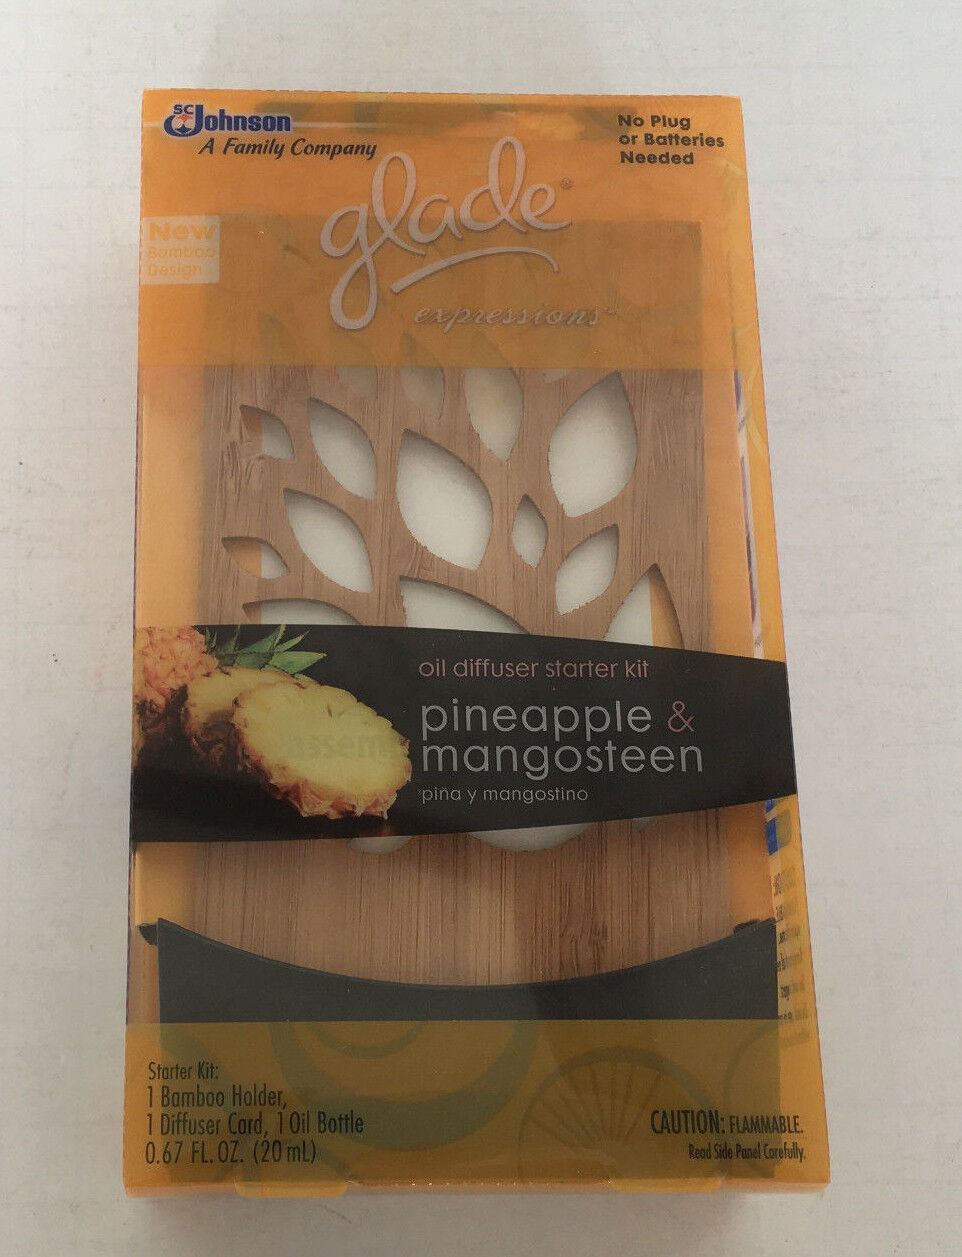 SC Johnson
A Family Company
No Plug
or Batteries
Needed
glade®
expressions
New
Bamboo
Design
oil diffuser starter kit
pineapple &
mangosteen
piña y mangostino
Starter Kit:
1 Bamboo Holder,
1 Diffuser Card, 1 Oil Bottle
0.67 FL. OZ. (20 mL)
CAUTION: FLAMMABLE.
Read Side Panel Carefully.